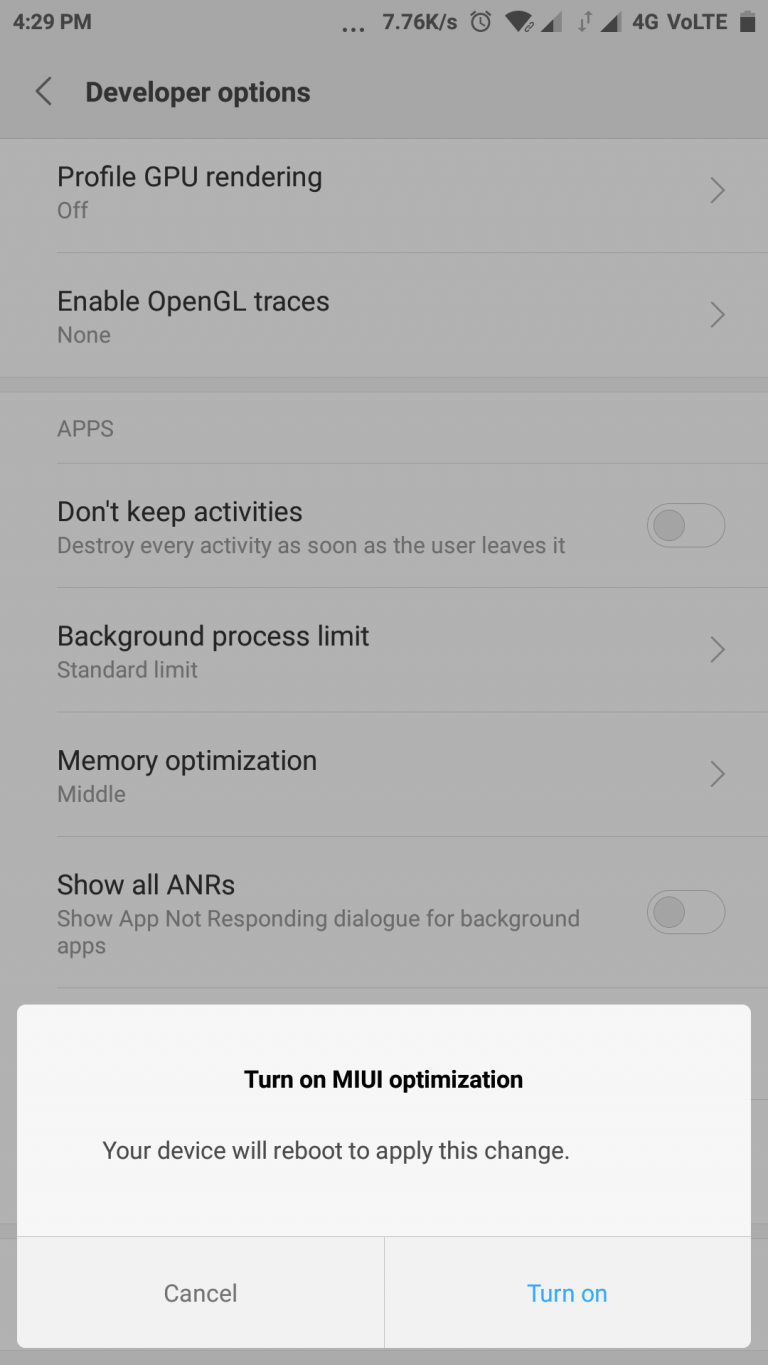 4:29 PM ... 7.76K/s 4G VoLTE
Developer options
Profile GPU rendering
Off
Enable OpenGL traces
None
APPS
Don't keep activities
Destroy every activity as soon as the user leaves it
Background process limit
Standard limit
Memory optimization
Middle
Show all ANRs
Show App Not Responding dialogue for background
apps
Turn on MIUI optimization
Your device will reboot to apply this change.
Cancel Turn on